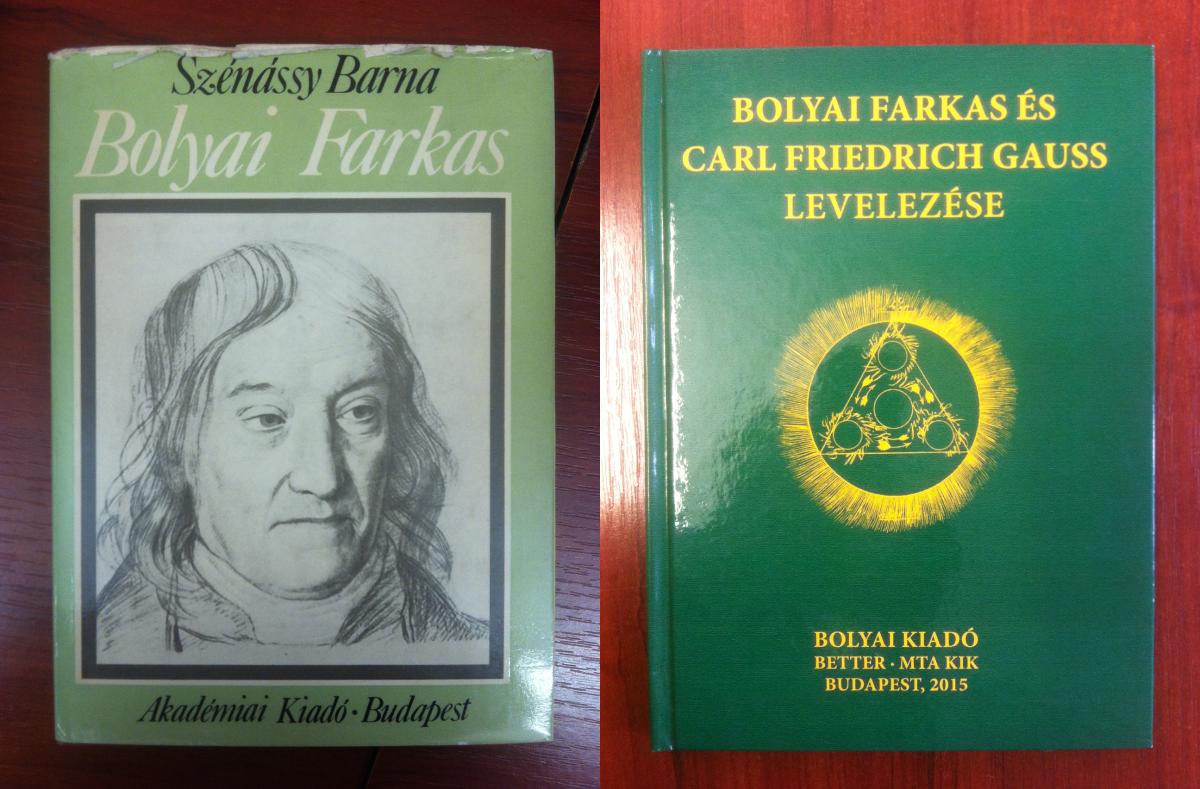 Szénássy Barna
Bolyai Farkas
Akadémiai Kiadó · Budapest
BOLYAI FARKAS ÉS
CARL FRIEDRICH GAUSS
LEVELEZÉSE
BOLYAI KIADÓ
BETTER · MTA KIK
BUDAPEST, 2015